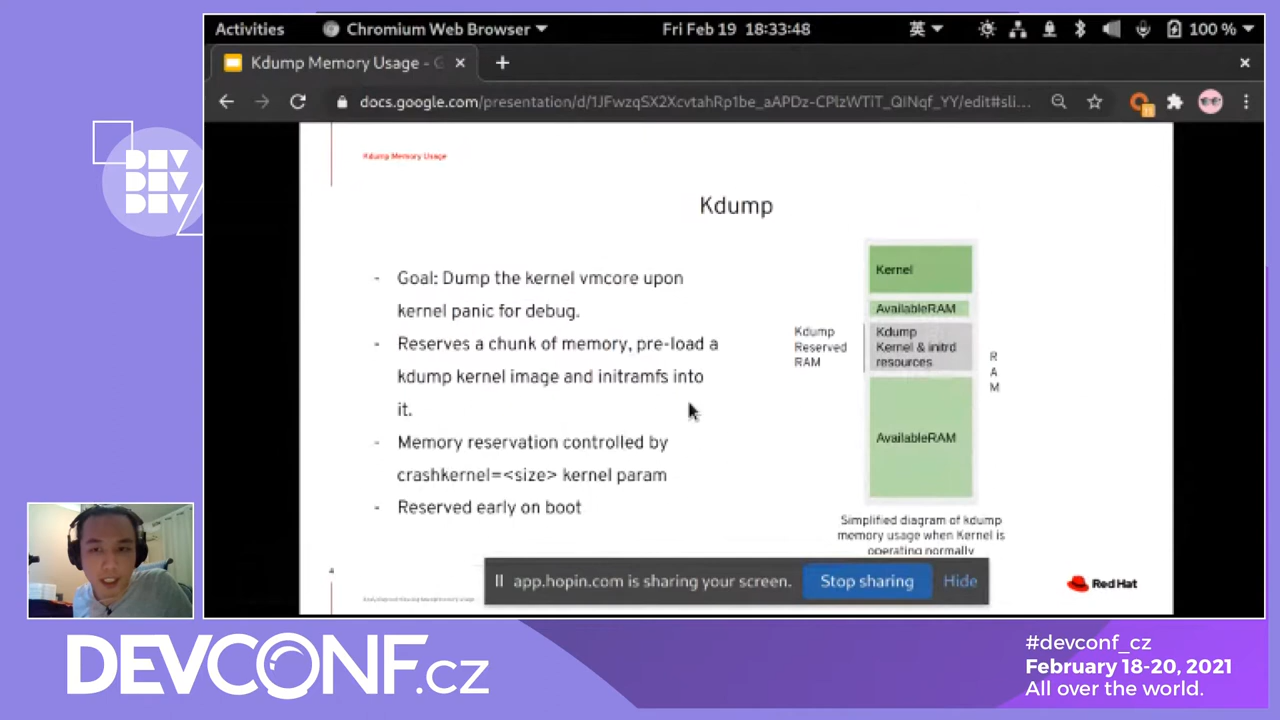 Activities
Chromium Web Browser
Fri Feb 19 18:33:48
英
100 %
Kdump Memory Usage - G
docs.google.com/presentation/d/1JFwzqSX2XcvtahRp1be_aAPDz-CPlzWTiT_QINqf_YY/edit#sli...
DEV
DEV
DEV
Kdump Memory Usage
Kdump
- Goal: Dump the kernel vmcore upon
kernel panic for debug.
- Reserves a chunk of memory, pre-load a
kdump kernel image and initramfs into
it.
- Memory reservation controlled by
crashkernel=<size> kernel param
- Reserved early on boot
Kernel
AvailableRAM
Kdump
Reserved
RAM
Kdump
Kernel & initrd
resources
R
A
M
AvailableRAM
Simplified diagram of kdump
memory usage when Kernel is
operating normally
4
app.hopin.com is sharing your screen.
Stop sharing
Hide
Red Hat
DEVCONF.cz
#devconf_cz
February 18-20, 2021
All over the world.